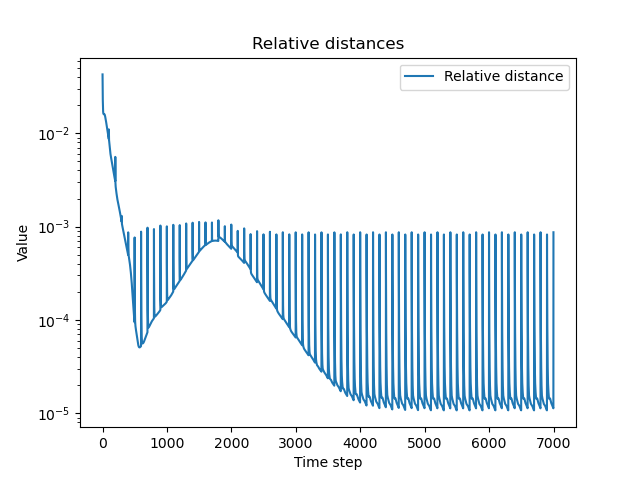 Relative distances
Relative distance
Value
10⁻²
10⁻³
10⁻⁴
10⁻⁵
0 1000 2000 3000 4000 5000 6000 7000
Time step